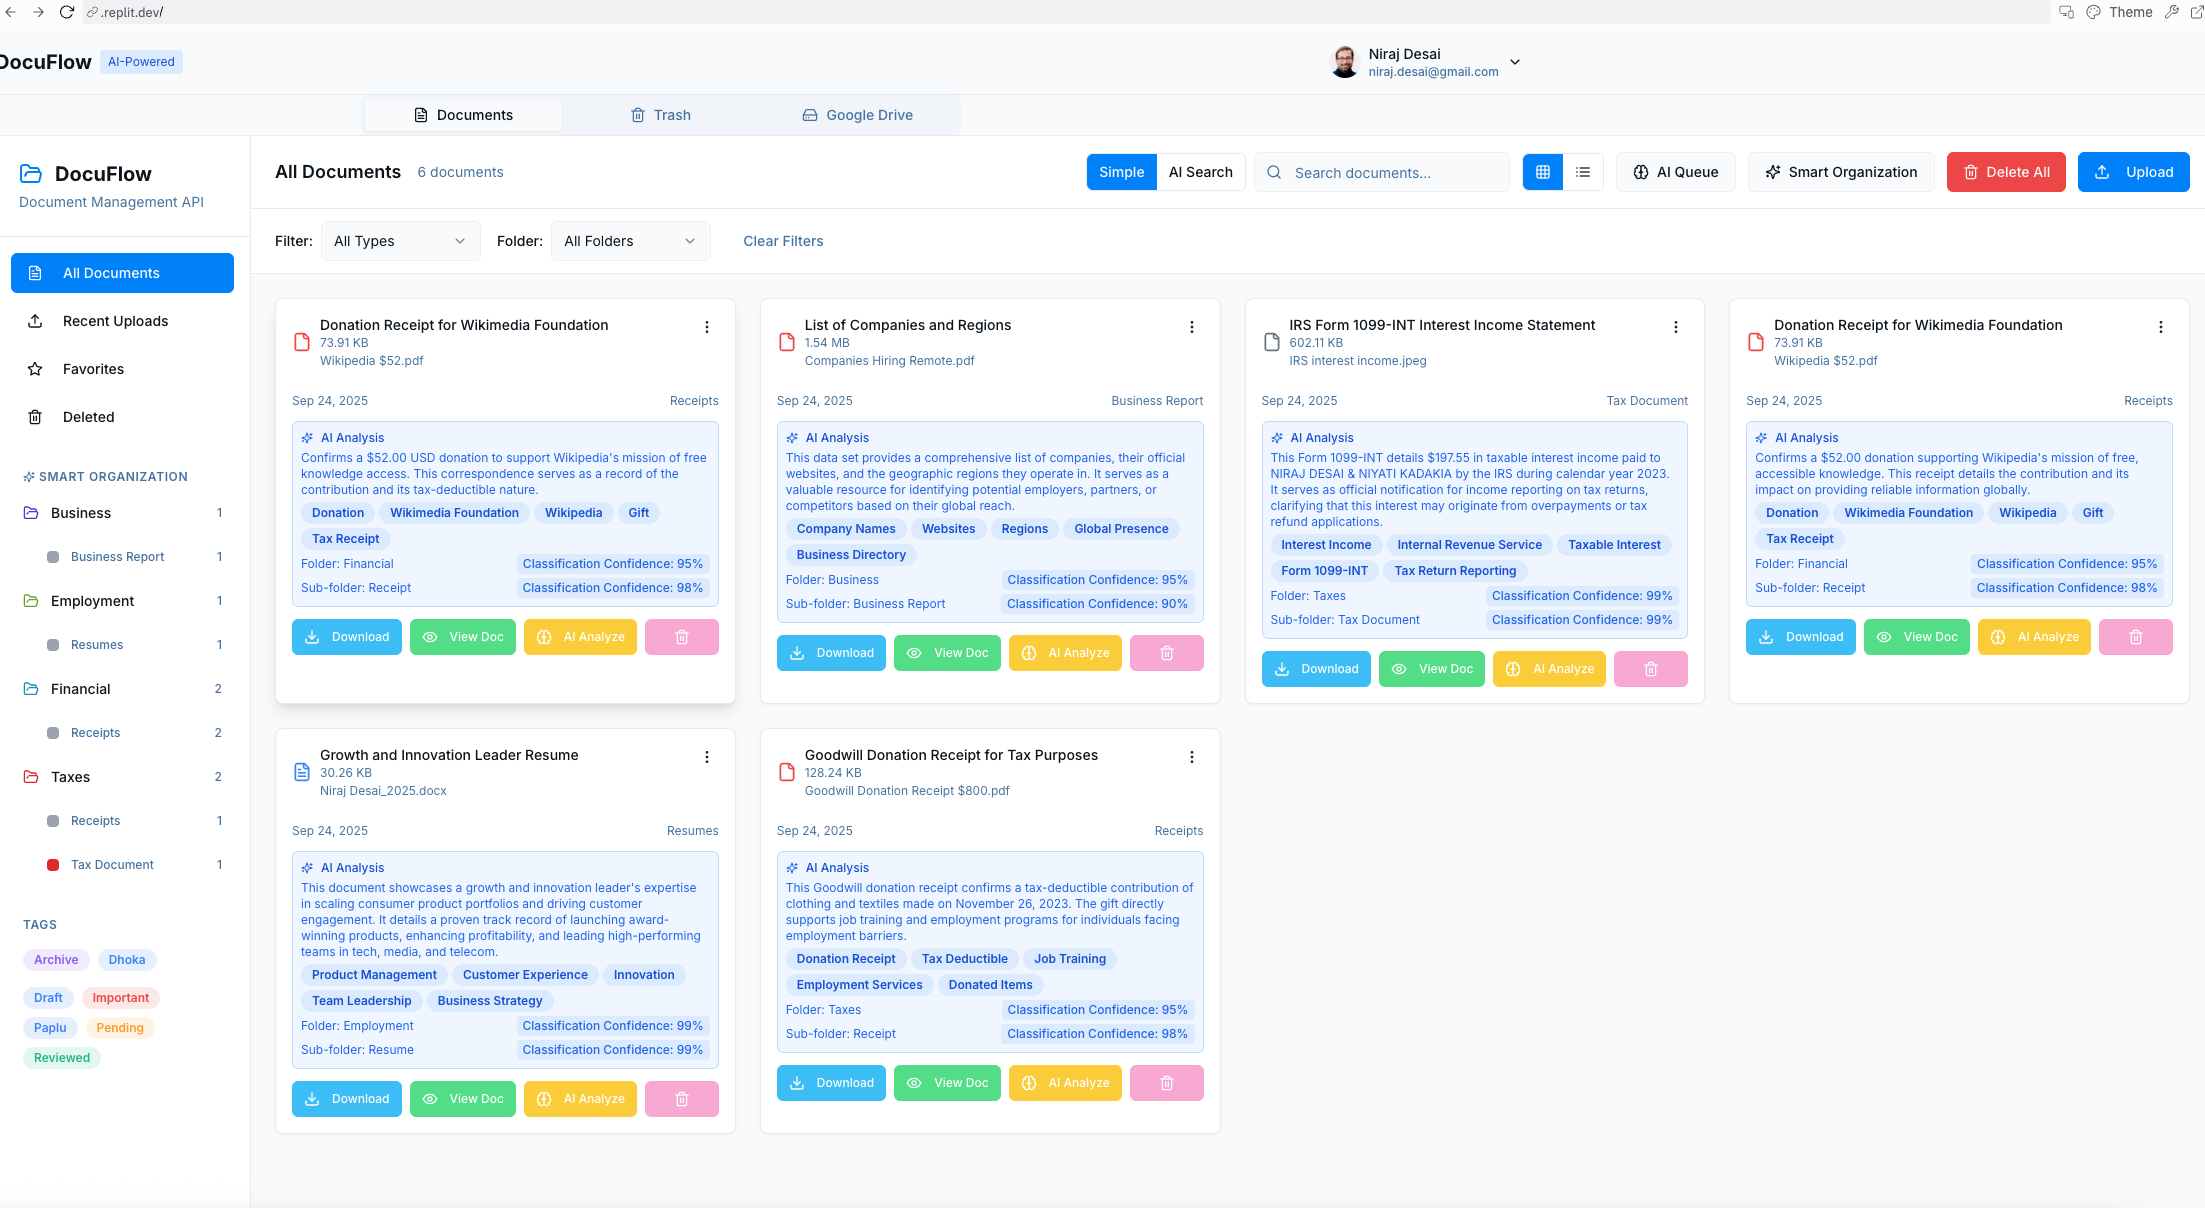 .replit.dev/
Theme
DocuFlow
AI-Powered
Niraj Desai
niraj.desai@gmail.com
Documents
Trash
Google Drive
DocuFlow
Document Management API
All Documents
Recent Uploads
Favorites
Deleted
SMART ORGANIZATION
Business 1
Business Report 1
Employment 1
Resumes 1
Financial 2
Receipts 2
Taxes 2
Receipts 1
Tax Document 1
TAGS
Archive Dhoka
Draft Important
Paplu Pending
Reviewed
All Documents 6 documents
Simple AI Search Search documents... AI Queue Smart Organization Delete All Upload
Filter: All Types Folder: All Folders Clear Filters
Donation Receipt for Wikimedia Foundation
73.91 KB
Wikipedia $52.pdf
Sep 24, 2025 Receipts
AI Analysis
Confirms a $52.00 USD donation to support Wikipedia's mission of free
knowledge access. This correspondence serves as a record of the
contribution and its tax-deductible nature.
Donation Wikimedia Foundation Wikipedia Gift
Tax Receipt
Folder: Financial Classification Confidence: 95%
Sub-folder: Receipt Classification Confidence: 98%
Download View Doc AI Analyze
List of Companies and Regions
1.54 MB
Companies Hiring Remote.pdf
Sep 24, 2025 Business Report
AI Analysis
This data set provides a comprehensive list of companies, their official
websites, and the geographic regions they operate in. It serves as a
valuable resource for identifying potential employers, partners, or
competitors based on their global reach.
Company Names Websites Regions Global Presence
Business Directory
Folder: Business Classification Confidence: 95%
Sub-folder: Business Report Classification Confidence: 90%
Download View Doc AI Analyze
IRS Form 1099-INT Interest Income Statement
602.11 KB
IRS interest income.jpeg
Sep 24, 2025 Tax Document
AI Analysis
This Form 1099-INT details $197.55 in taxable interest income paid to
NIRAJ DESAI & NIYATI KADAKIA by the IRS during calendar year 2023.
It serves as official notification for income reporting on tax returns,
clarifying that this interest may originate from overpayments or tax
refund applications.
Interest Income Internal Revenue Service Taxable Interest
Form 1099-INT Tax Return Reporting
Folder: Taxes Classification Confidence: 99%
Sub-folder: Tax Document Classification Confidence: 99%
Download View Doc AI Analyze
Donation Receipt for Wikimedia Foundation
73.91 KB
Wikipedia $52.pdf
Sep 24, 2025 Receipts
AI Analysis
Confirms a $52.00 donation supporting Wikipedia's mission of free,
accessible knowledge. This receipt details the contribution and its
impact on providing reliable information globally.
Donation Wikimedia Foundation Wikipedia Gift
Tax Receipt
Folder: Financial Classification Confidence: 95%
Sub-folder: Receipt Classification Confidence: 98%
Download View Doc AI Analyze
Growth and Innovation Leader Resume
30.26 KB
Niraj Desai_2025.docx
Sep 24, 2025 Resumes
AI Analysis
This document showcases a growth and innovation leader's expertise
in scaling consumer product portfolios and driving customer
engagement. It details a proven track record of launching award-
winning products, enhancing profitability, and leading high-performing
teams in tech, media, and telecom.
Product Management Customer Experience Innovation
Team Leadership Business Strategy
Folder: Employment Classification Confidence: 99%
Sub-folder: Resume Classification Confidence: 99%
Download View Doc AI Analyze
Goodwill Donation Receipt for Tax Purposes
128.24 KB
Goodwill Donation Receipt $800.pdf
Sep 24, 2025 Receipts
AI Analysis
This Goodwill donation receipt confirms a tax-deductible contribution of
clothing and textiles made on November 26, 2023. The gift directly
supports job training and employment programs for individuals facing
employment barriers.
Donation Receipt Tax Deductible Job Training
Employment Services Donated Items
Folder: Taxes Classification Confidence: 95%
Sub-folder: Receipt Classification Confidence: 98%
Download View Doc AI Analyze